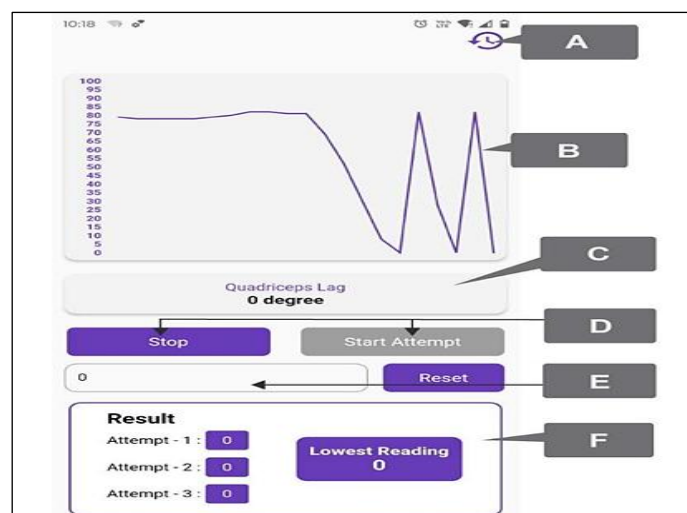 10:18
A
100
95
90
85
80
75
70
65
60
55
50
45
40
35
30
25
20
15
10
5
0
B
Quadriceps Lag
0 degree
C
Stop
Start Attempt
D
0
Reset
E
Result
Attempt - 1 : 0
Attempt - 2 : 0
Attempt - 3 : 0
Lowest Reading
0
F